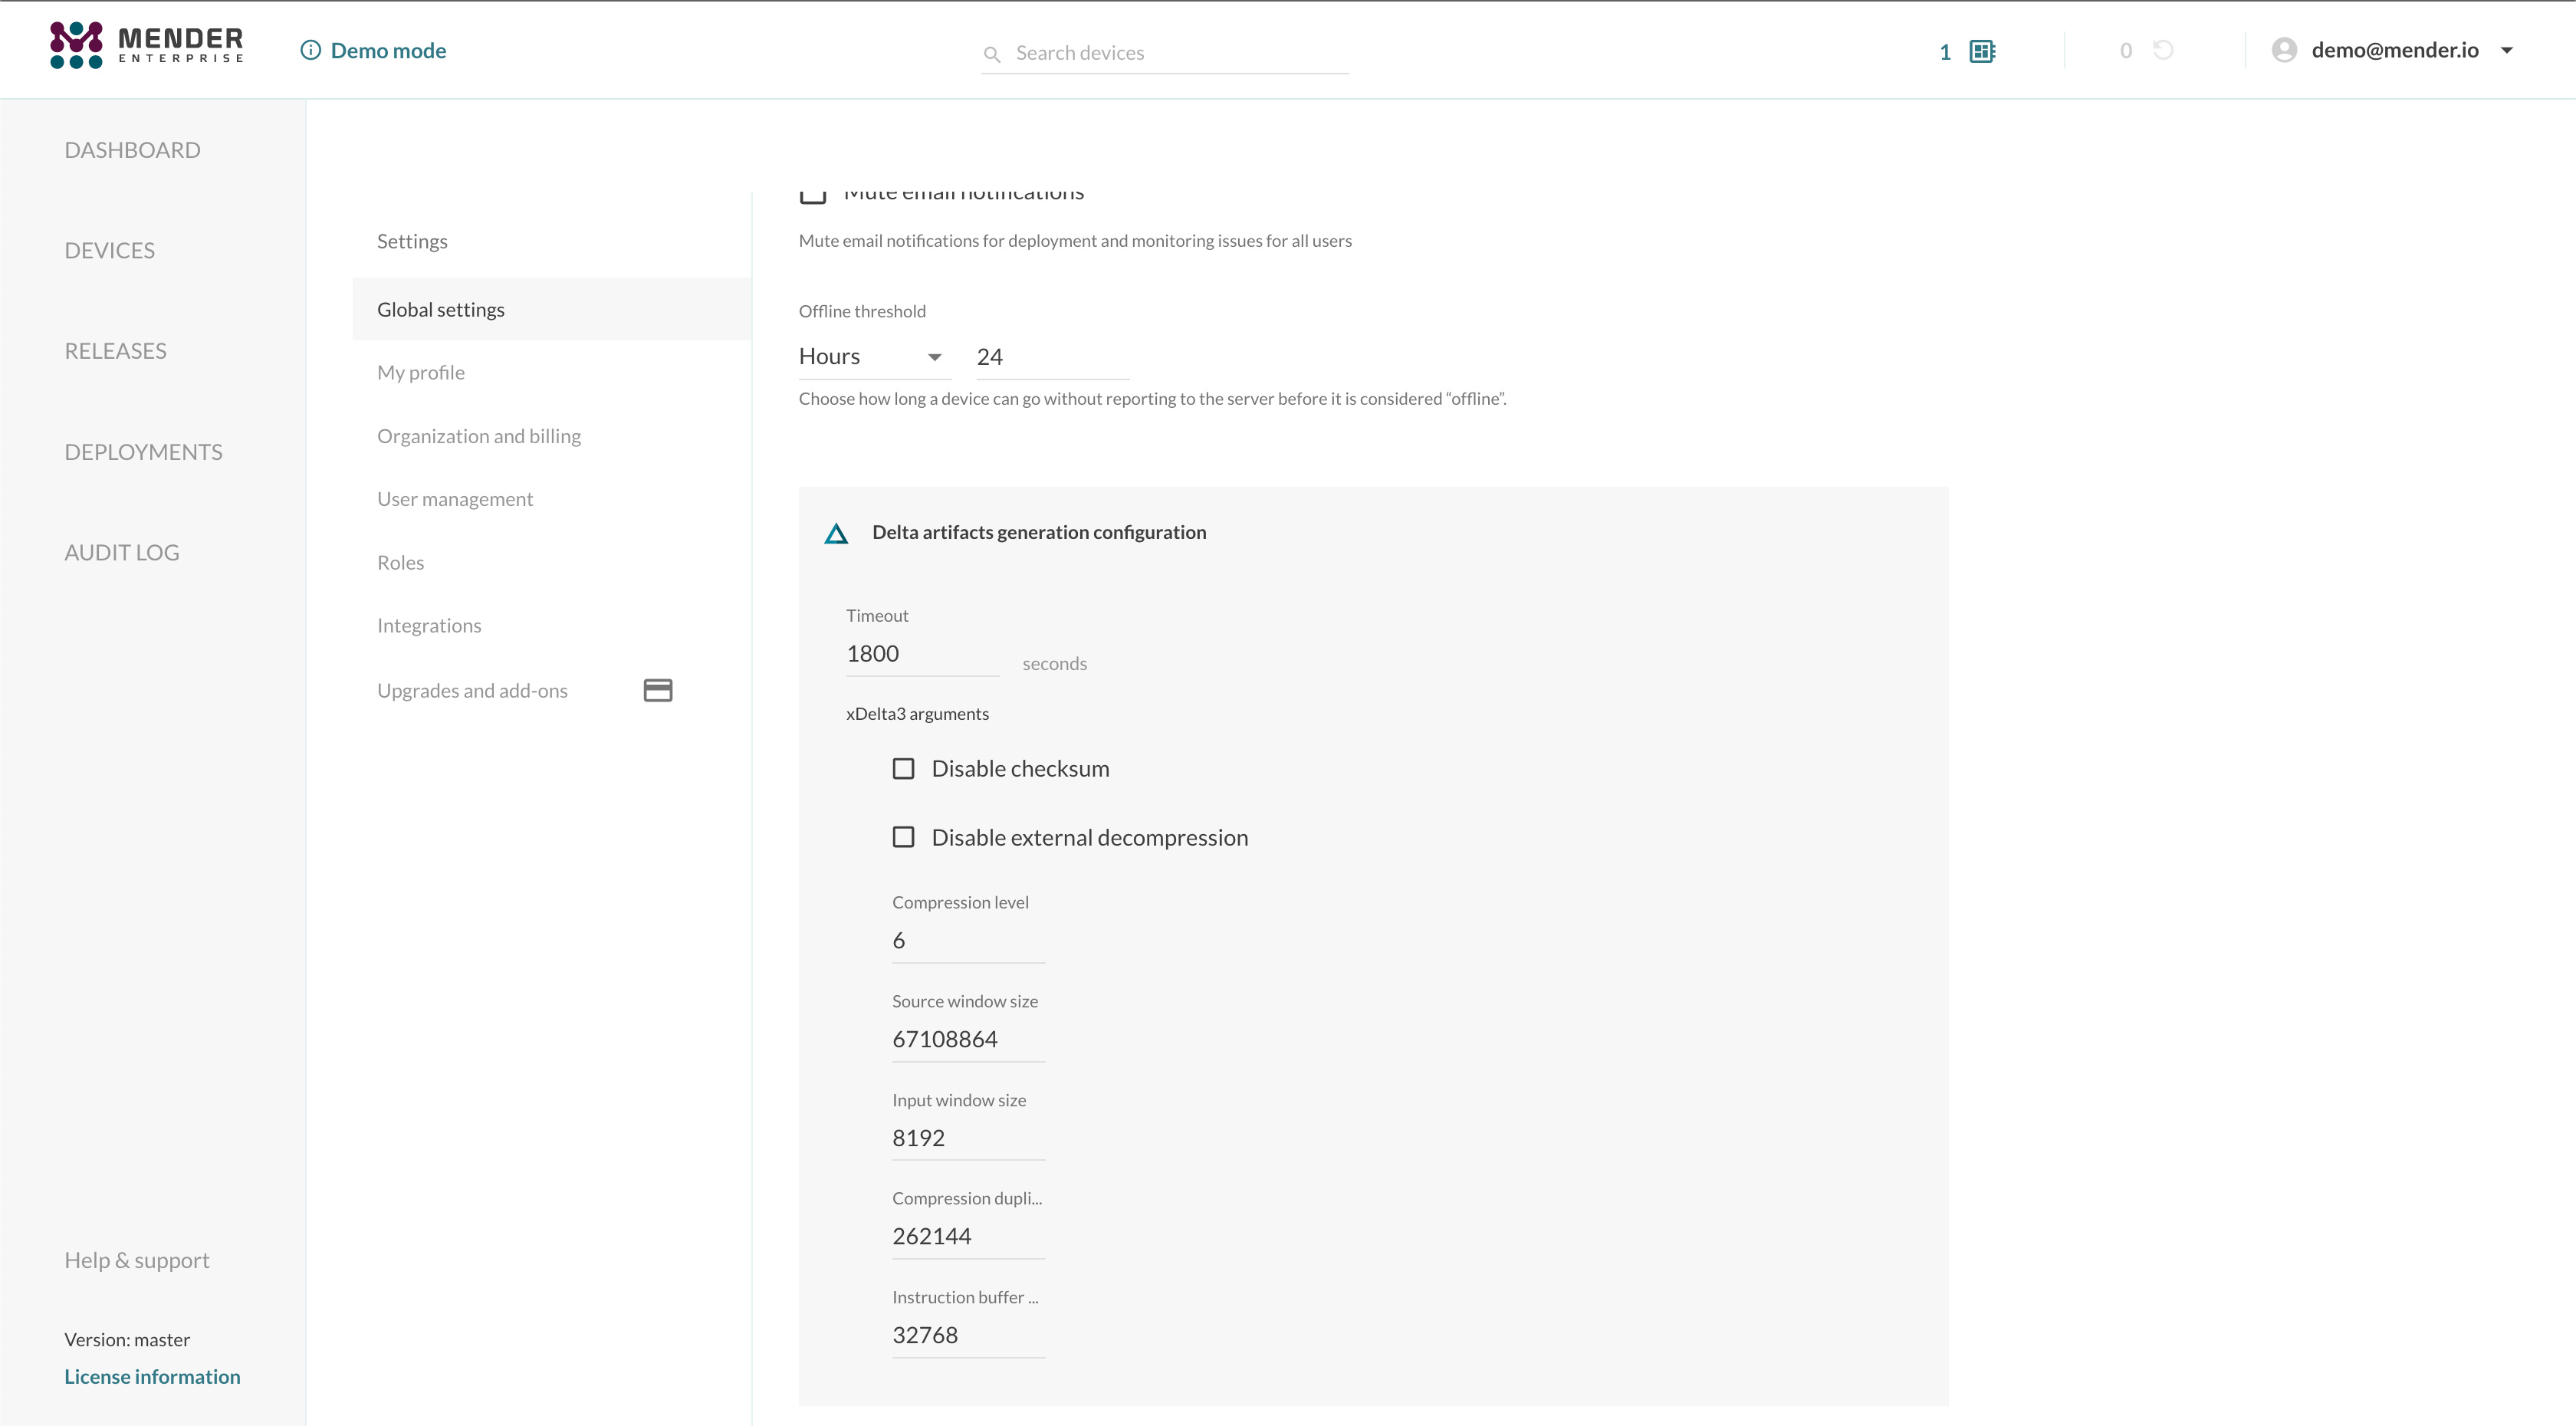 MENDER
ENTERPRISE
Demo mode
Search devices
1
0
demo@mender.io
DASHBOARD
DEVICES
RELEASES
DEPLOYMENTS
AUDIT LOG
Help & support
Version: master
License information
Settings
Global settings
My profile
Organization and billing
User management
Roles
Integrations
Upgrades and add-ons
Mute email notifications
Mute email notifications for deployment and monitoring issues for all users
Offline threshold
Hours 24
Choose how long a device can go without reporting to the server before it is considered “offline”.
Delta artifacts generation configuration
Timeout
1800 seconds
xDelta3 arguments
Disable checksum
Disable external decompression
Compression level
6
Source window size
67108864
Input window size
8192
Compression dupli...
262144
Instruction buffer ...
32768